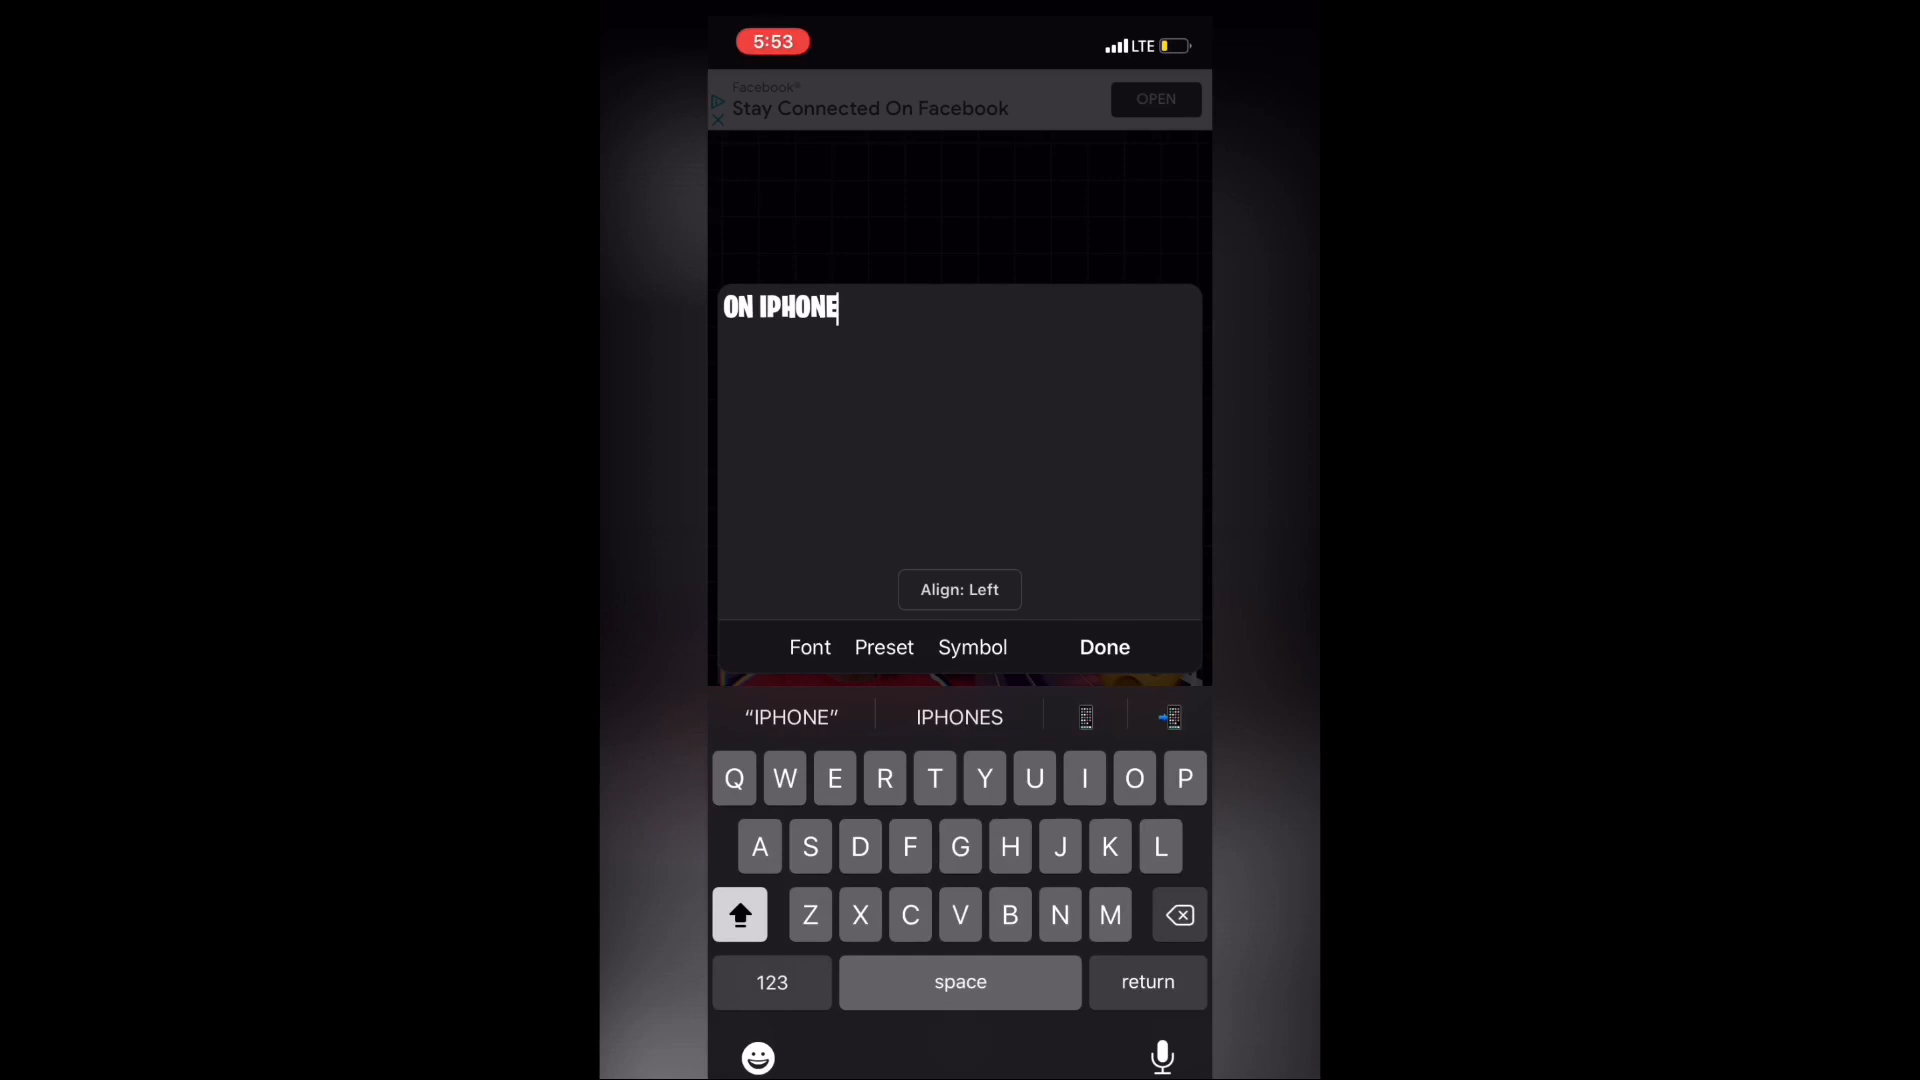 5:53
LTE
Facebook®
Stay Connected On Facebook
OPEN
ON IPHONE
Align: Left
Font Preset Symbol Done
“IPHONE” IPHONES
Q W E R T Y U I O P
A S D F G H J K L
Z X C V B N M
123 space return